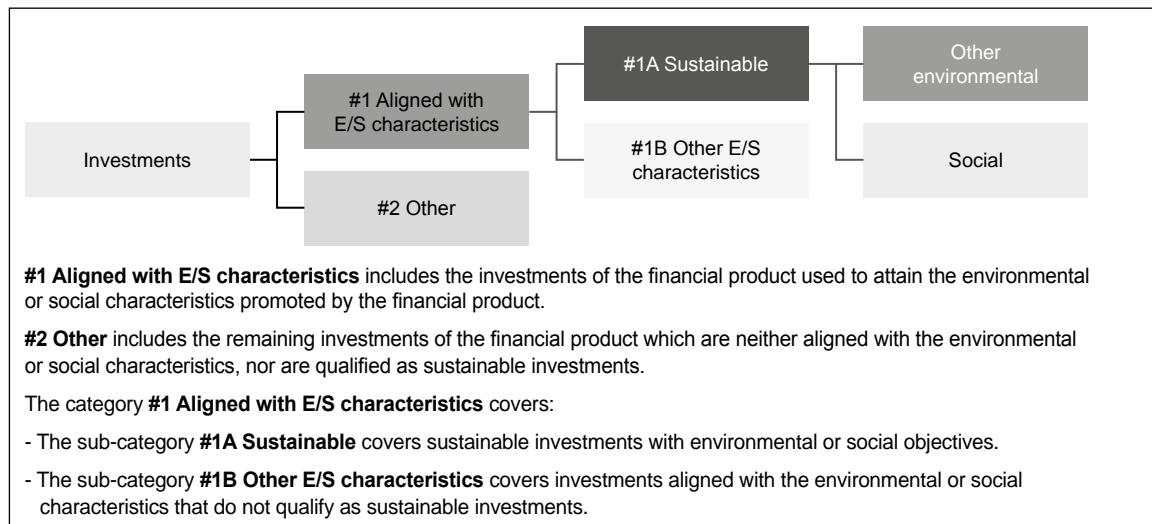 #1A Sustainable
Other
environmental
#1 Aligned with
E/S characteristics
Investments
#1B Other E/S
characteristics
Social
#2 Other
#1 Aligned with E/S characteristics includes the investments of the financial product used to attain the environmental
or social characteristics promoted by the financial product.
#2 Other includes the remaining investments of the financial product which are neither aligned with the environmental
or social characteristics, nor are qualified as sustainable investments.
The category #1 Aligned with E/S characteristics covers:
- The sub-category #1A Sustainable covers sustainable investments with environmental or social objectives.
- The sub-category #1B Other E/S characteristics covers investments aligned with the environmental or social
characteristics that do not qualify as sustainable investments.